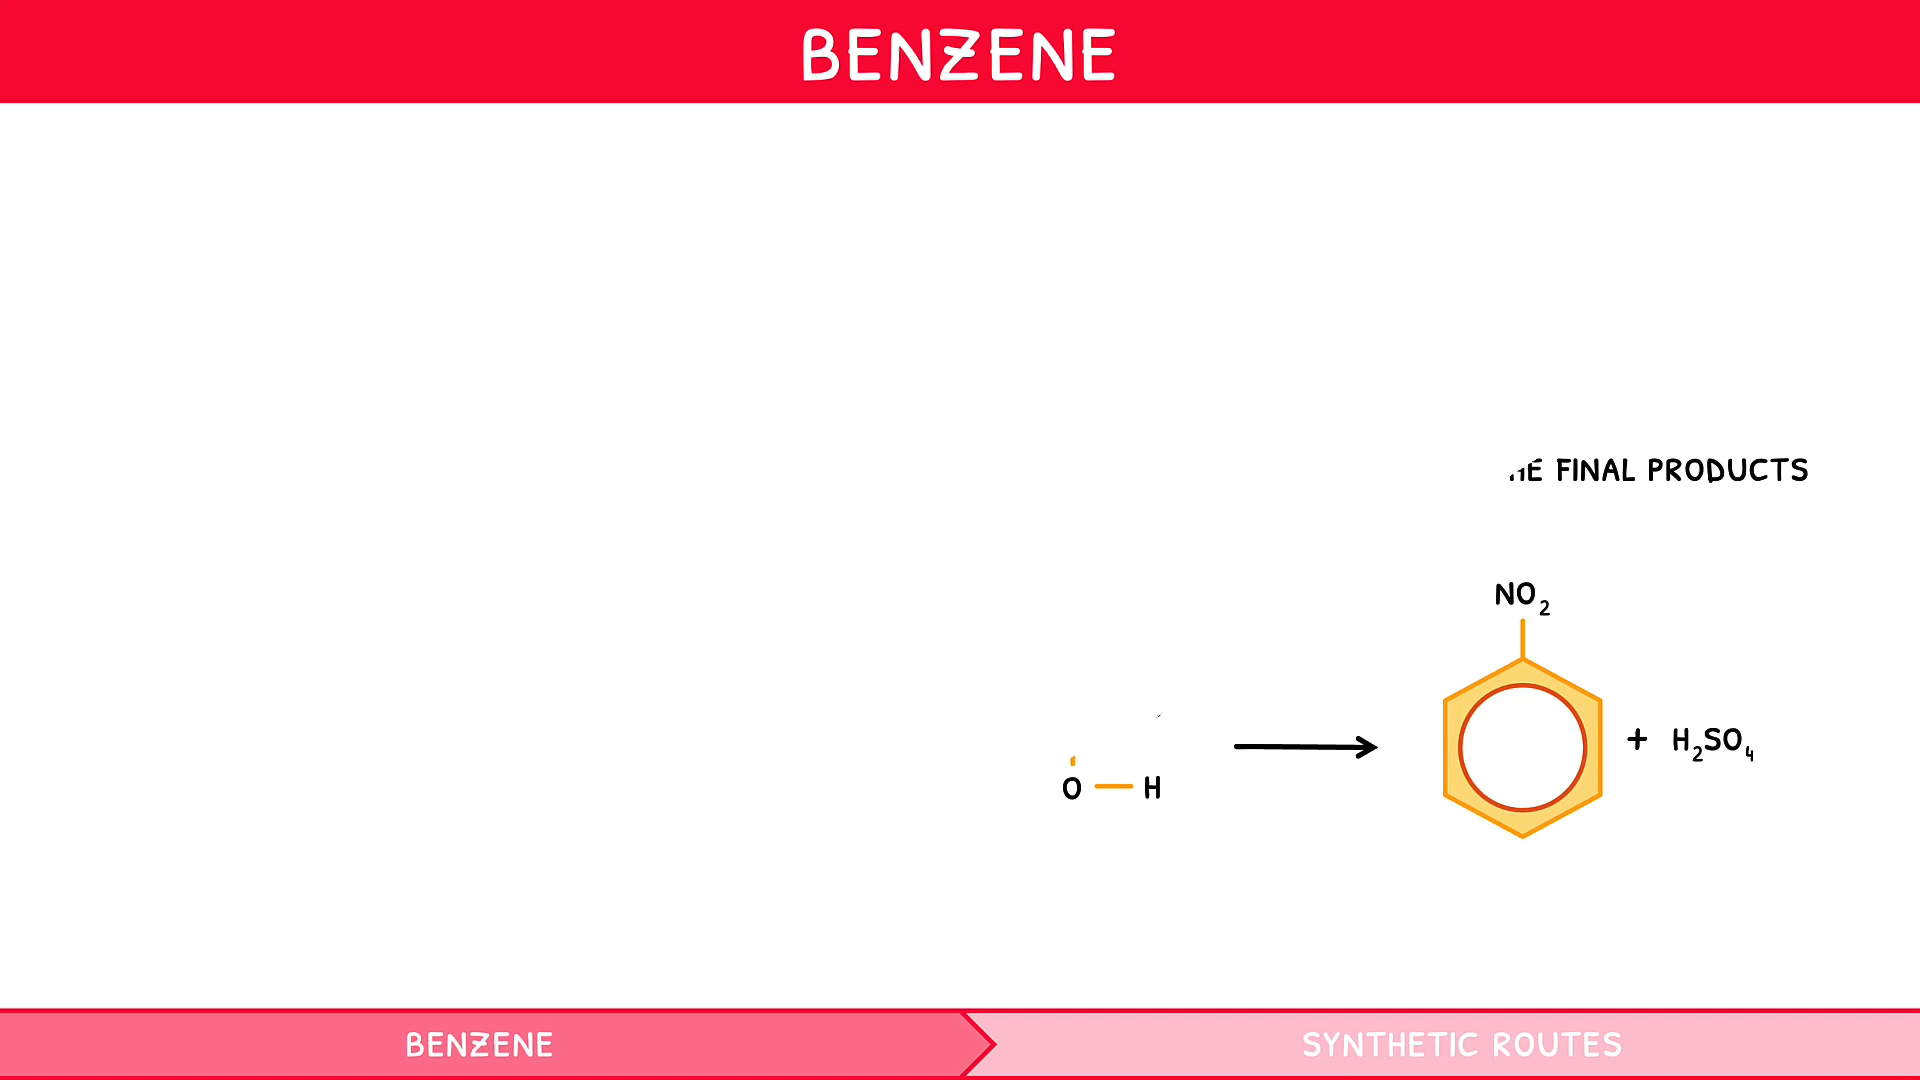 BENZENE
FINAL PRODUCTS
NO₂
+ H₂SO₄
O — H
BENZENE
SYNTHETIC ROUTES